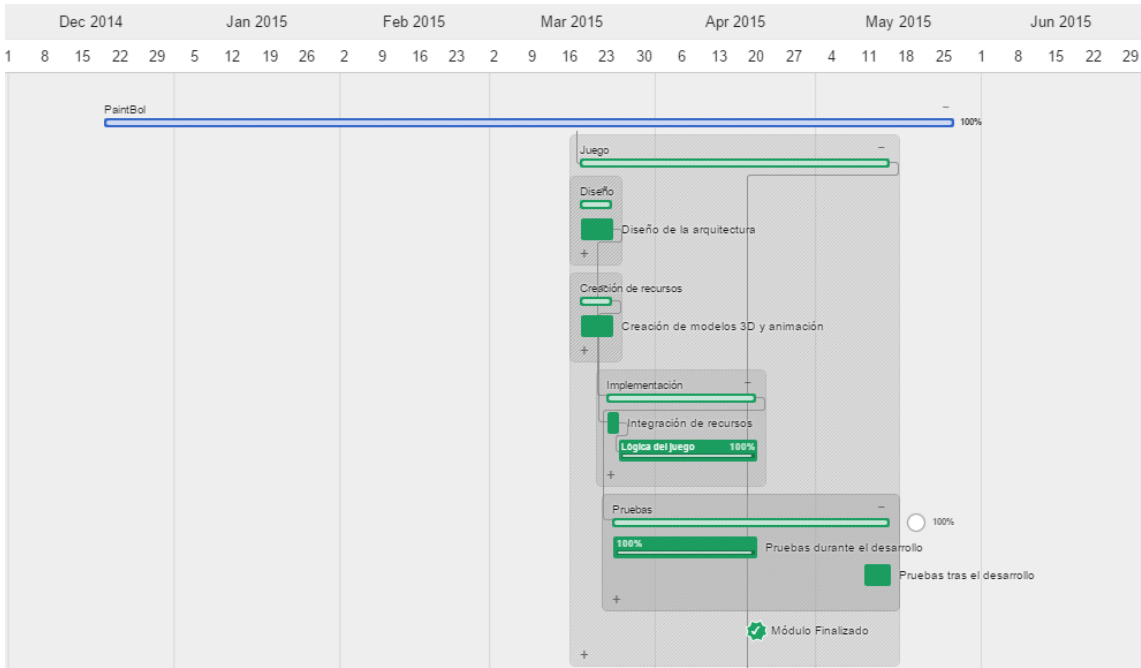 Dec 2014 Jan 2015 Feb 2015 Mar 2015 Apr 2015 May 2015 Jun 2015
1 8 15 22 29 5 12 19 26 2 9 16 23 2 9 16 23 30 6 13 20 27 4 11 18 25 1 8 15 22 29
PaintBol
100%
Juego
Diseño
Diseño de la arquitectura
Creación de recursos
Creación de modelos 3D y animación
Implementación
Integración de recursos
Lógica del juego 100%
Pruebas
100%
100% Pruebas durante el desarrollo
Pruebas tras el desarrollo
Módulo Finalizado